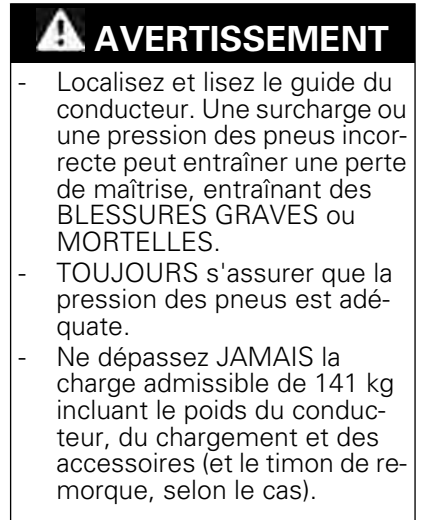 AVERTISSEMENT
- Localisez et lisez le guide du
conducteur. Une surcharge ou
une pression des pneus incor-
recte peut entraîner une perte
de maîtrise, entraînant des
BLESSURES GRAVES ou
MORTELLES.
- TOUJOURS s'assurer que la
pression des pneus est adé-
quate.
- Ne dépassez JAMAIS la
charge admissible de 141 kg
incluant le poids du conduc-
teur, du chargement et des
accessoires (et le timon de re-
morque, selon le cas).